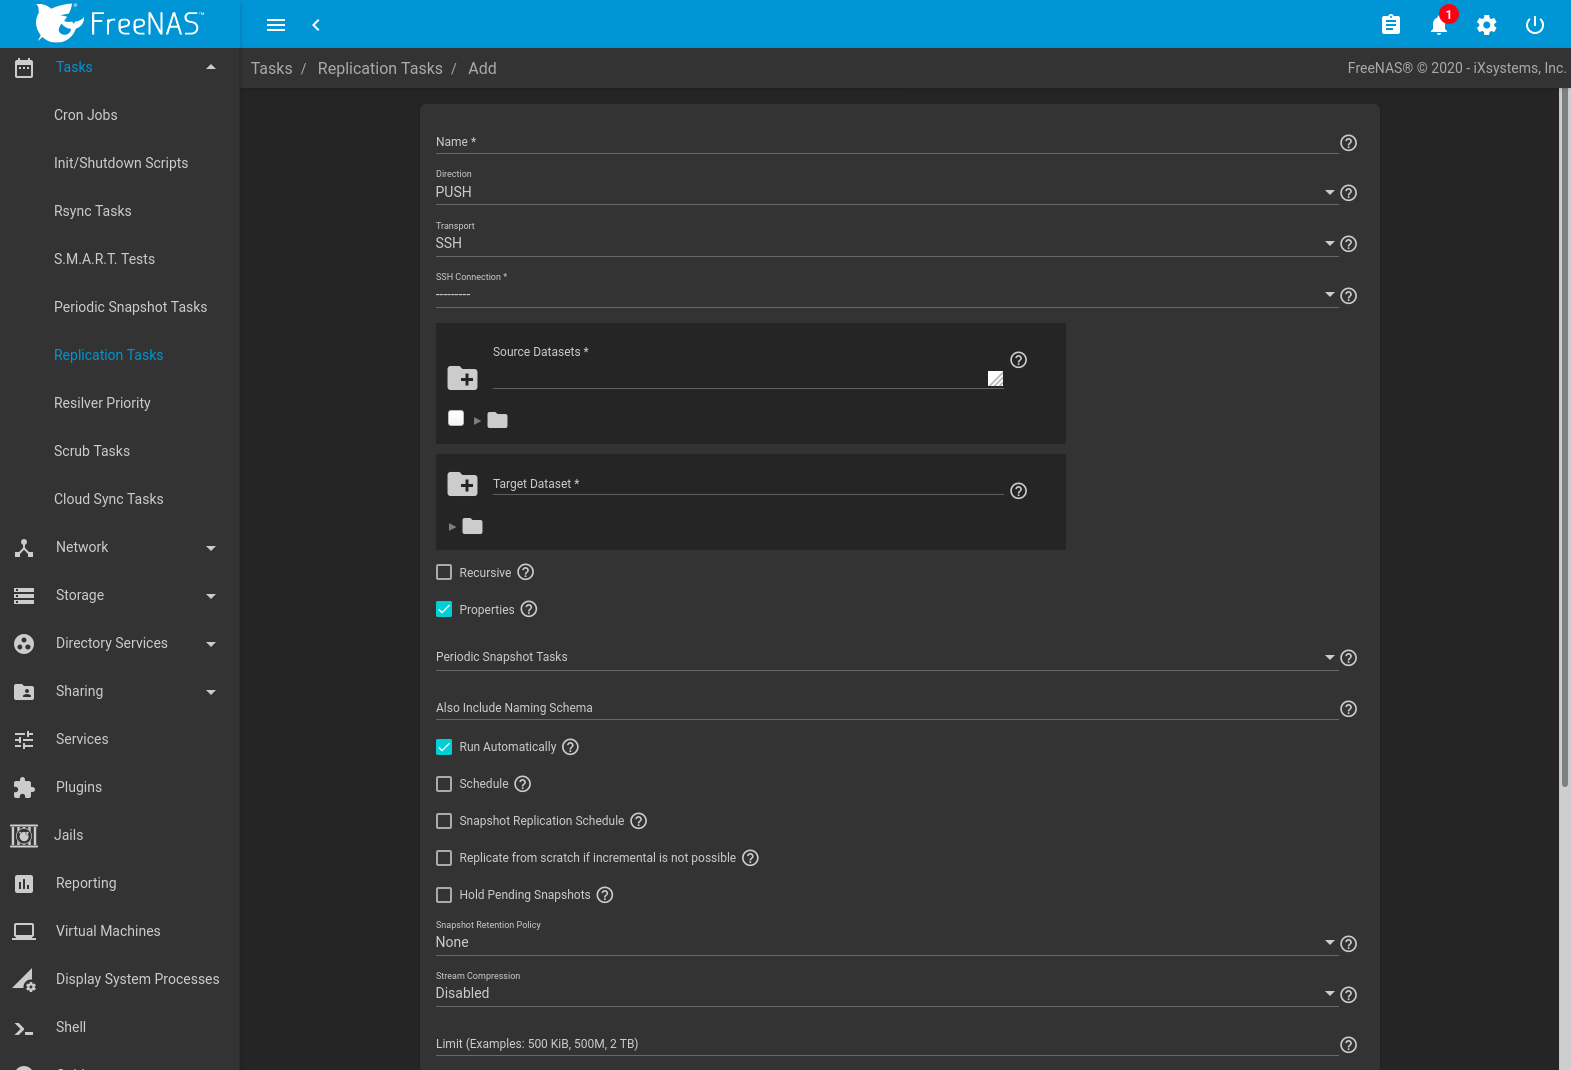 FreeNAS
1
Tasks / Replication Tasks / Add
FreeNAS® © 2020 - iXsystems, Inc.
Tasks
Cron Jobs
Init/Shutdown Scripts
Rsync Tasks
S.M.A.R.T. Tests
Periodic Snapshot Tasks
Replication Tasks
Resilver Priority
Scrub Tasks
Cloud Sync Tasks
Network
Storage
Directory Services
Sharing
Services
Plugins
Jails
Reporting
Virtual Machines
Display System Processes
Shell
Name *
Direction
PUSH
Transport
SSH
SSH Connection *
---------
Source Datasets *
Target Dataset *
Recursive
Properties
Periodic Snapshot Tasks
Also Include Naming Schema
Run Automatically
Schedule
Snapshot Replication Schedule
Replicate from scratch if incremental is not possible
Hold Pending Snapshots
Snapshot Retention Policy
None
Stream Compression
Disabled
Limit (Examples: 500 KiB, 500M, 2 TB)